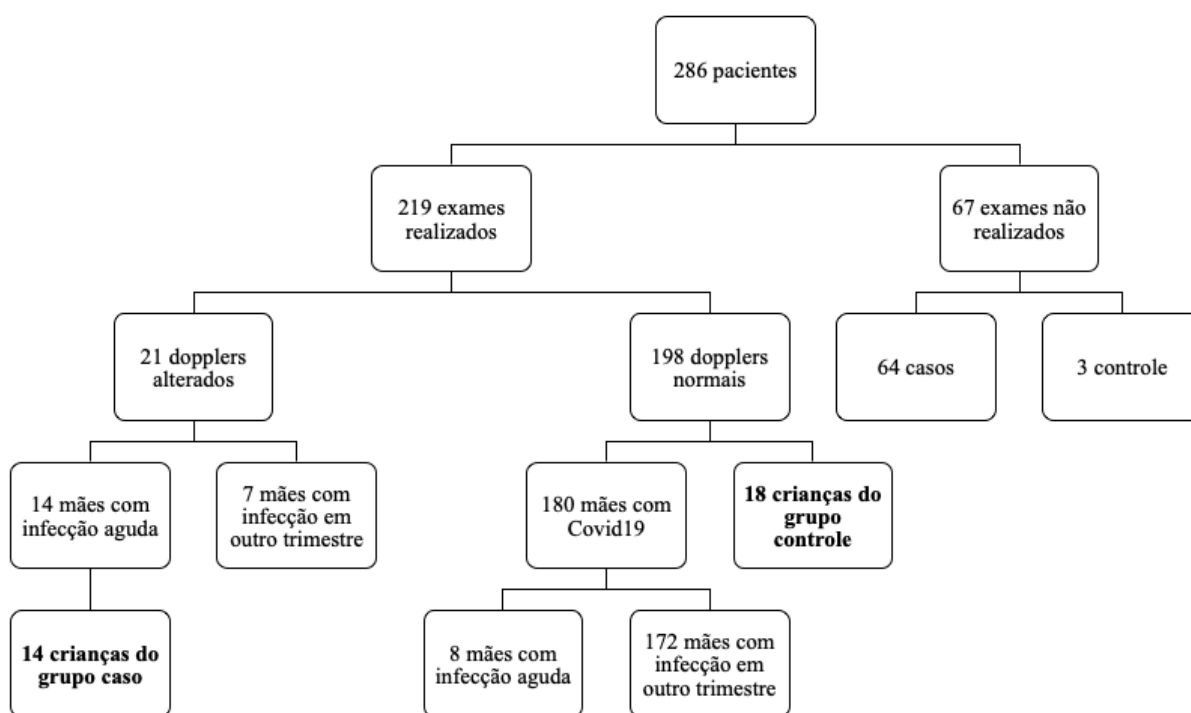 286 pacientes
219 exames
realizados
67 exames não
realizados
21 dopplers
alterados
198 dopplers
normais
64 casos
3 controle
14 mães com
infecção aguda
7 mães com
infecção em
outro trimestre
180 mães com
Covid19
18 crianças do
grupo
controle
14 crianças do
grupo caso
8 mães com
infecção aguda
172 mães com
infecção em
outro trimestre